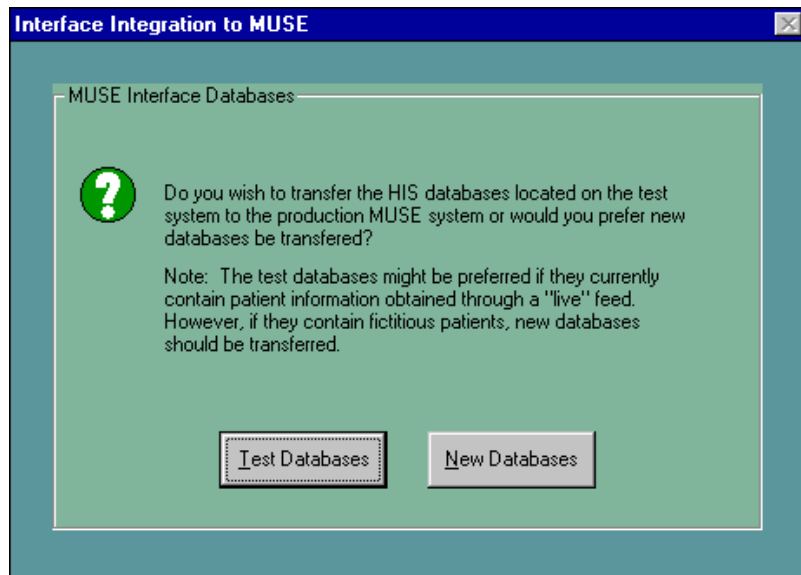 Interface Integration to MUSE
MUSE Interface Databases
Do you wish to transfer the HIS databases located on the test
system to the production MUSE system or would you prefer new
databases be transfered?
Note:  The test databases might be preferred if they currently
contain patient information obtained through a "live" feed.
However, if they contain fictitious patients, new databases
should be transferred.
Test Databases
New Databases